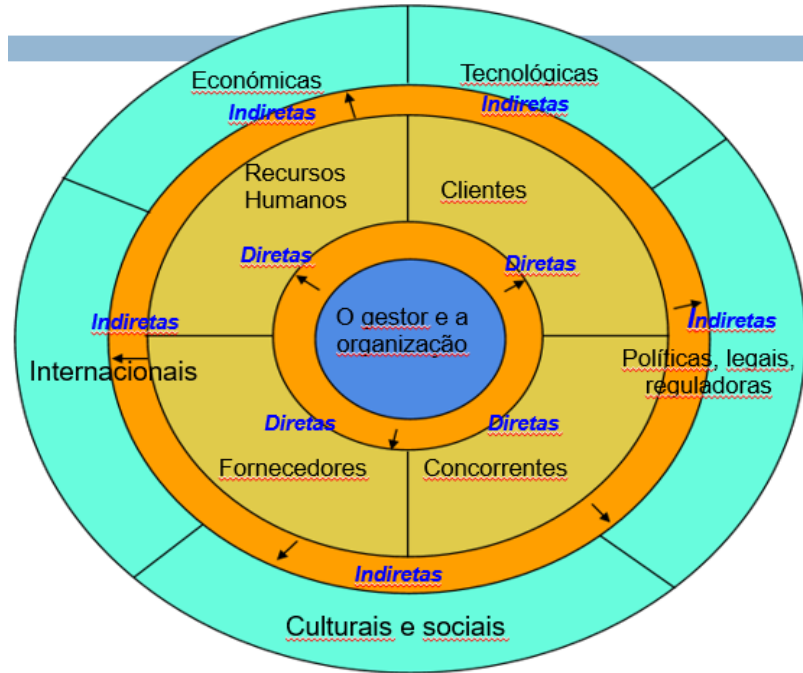 Económicas
Tecnológicas
Indiretas
Indiretas
Recursos
Humanos
Clientes
Diretas
Diretas
O gestor e a
organização
Indiretas
Indiretas
Internacionais
Políticas, legais,
reguladoras
Diretas
Diretas
Fornecedores
Concorrentes
Indiretas
Culturais e sociais